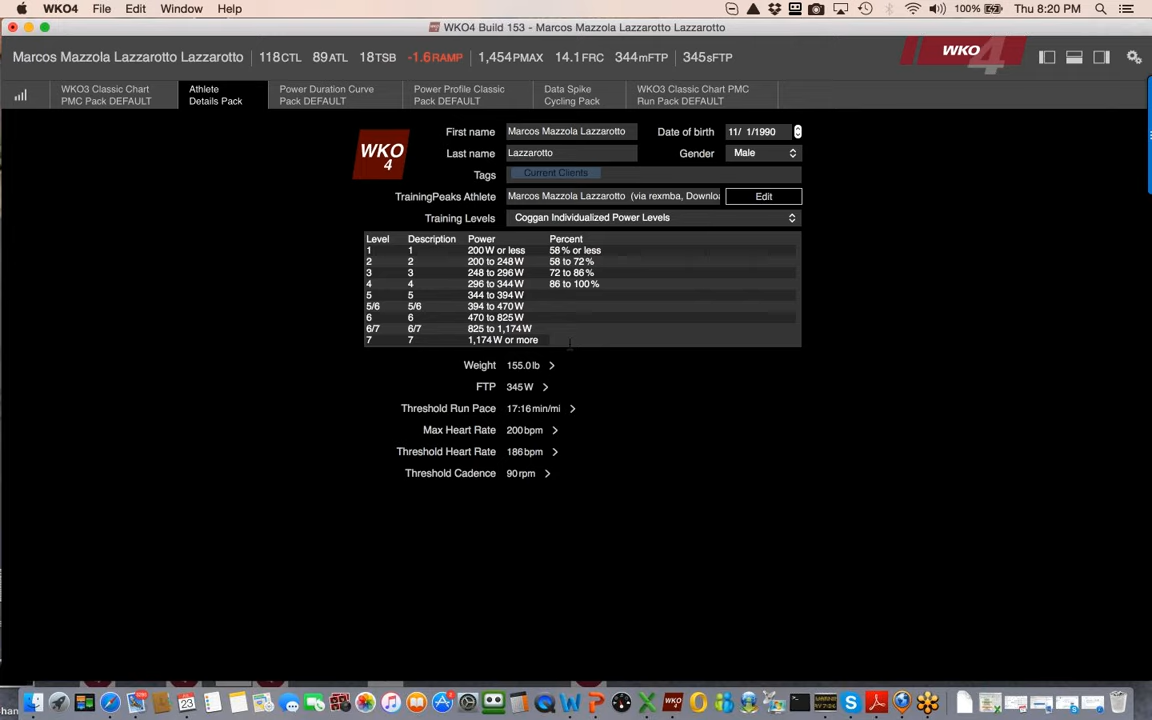 WKO4 File Edit Window Help 100% Thu 8:20 PM
WKO4 Build 153 - Marcos Mazzola Lazzarotto Lazzarotto
Marcos Mazzola Lazzarotto Lazzarotto 118CTL 89ATL 18TSB -1.6RAMP 1,454PMAX 14.1FRC 344mFTP 345sFTP WKO 4
WKO3 Classic Chart Athlete Power Duration Curve Power Profile Classic Data Spike WKO3 Classic Chart PMC
PMC Pack DEFAULT Details Pack Pack DEFAULT Pack DEFAULT Cycling Pack Run Pack DEFAULT
WKO
4
First name Marcos Mazzola Lazzarotto Date of birth 11/ 1/1990
Last name Lazzarotto Gender Male
Tags Current Clients
TrainingPeaks Athlete Marcos Mazzola Lazzarotto (via rexmba, Downlo Edit
Training Levels Coggan Individualized Power Levels
Level Description Power Percent
1 1 200 W or less 58 % or less
2 2 200 to 248 W 58 to 72 %
3 3 248 to 296 W 72 to 86 %
4 4 296 to 344 W 86 to 100 %
5 5 344 to 394 W
5/6 5/6 394 to 470 W
6 6 470 to 825 W
6/7 6/7 825 to 1,174 W
7 7 1,174 W or more
Weight 155.0 lb
FTP 345 W
Threshold Run Pace 17:16 min/mi
Max Heart Rate 200 bpm
Threshold Heart Rate 186 bpm
Threshold Cadence 90 rpm